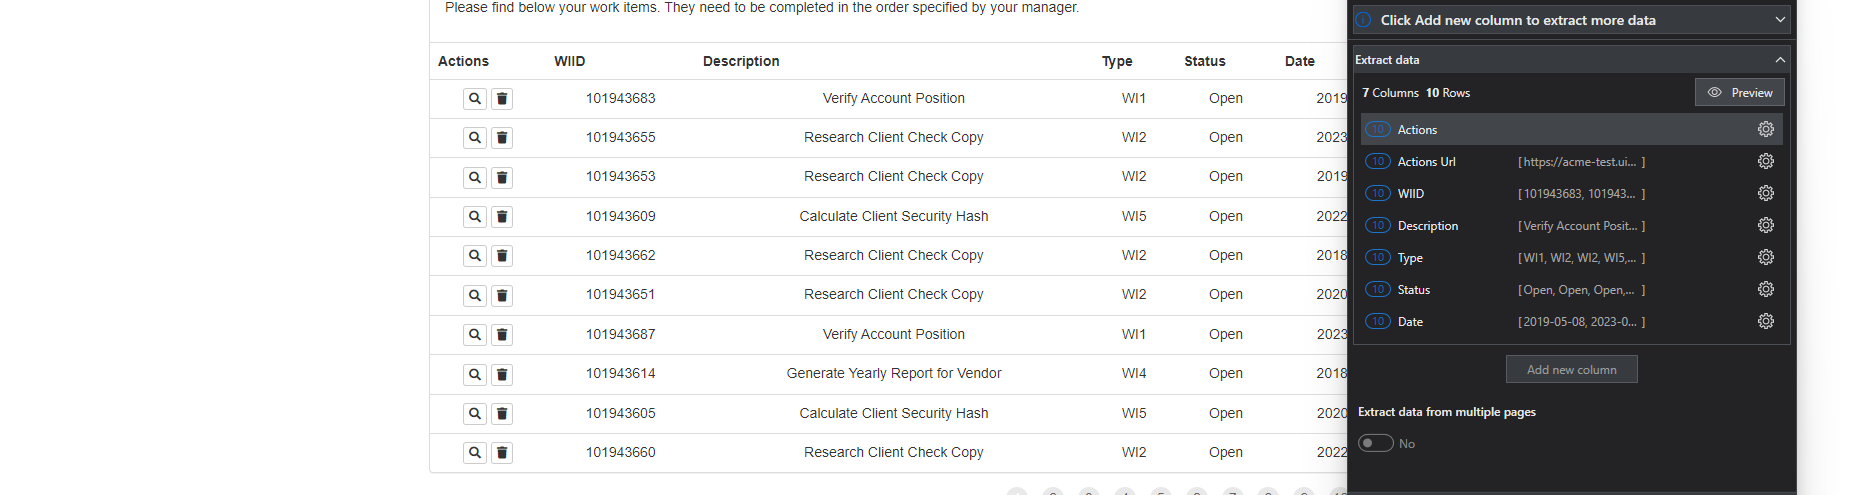 Please find below your work items. They need to be completed in the order specified by your manager.
Actions WIID Description Type Status Date
101943683 Verify Account Position WI1 Open 2019
101943655 Research Client Check Copy WI2 Open 2023
101943653 Research Client Check Copy WI2 Open 2019
101943609 Calculate Client Security Hash WI5 Open 2022
101943662 Research Client Check Copy WI2 Open 2018
101943651 Research Client Check Copy WI2 Open 2020
101943687 Verify Account Position WI1 Open 2023
101943614 Generate Yearly Report for Vendor WI4 Open 2018
101943605 Calculate Client Security Hash WI5 Open 2020
101943660 Research Client Check Copy WI2 Open 2022
Click Add new column to extract more data
Extract data
7 Columns 10 Rows Preview
10 Actions
10 Actions Url [ https://acme-test.ui... ]
10 WIID [ 101943683, 101943... ]
10 Description [ Verify Account Posit... ]
10 Type [ WI1, WI2, WI2, WI5,... ]
10 Status [ Open, Open, Open,... ]
10 Date [ 2019-05-08, 2023-0... ]
Add new column
Extract data from multiple pages
No